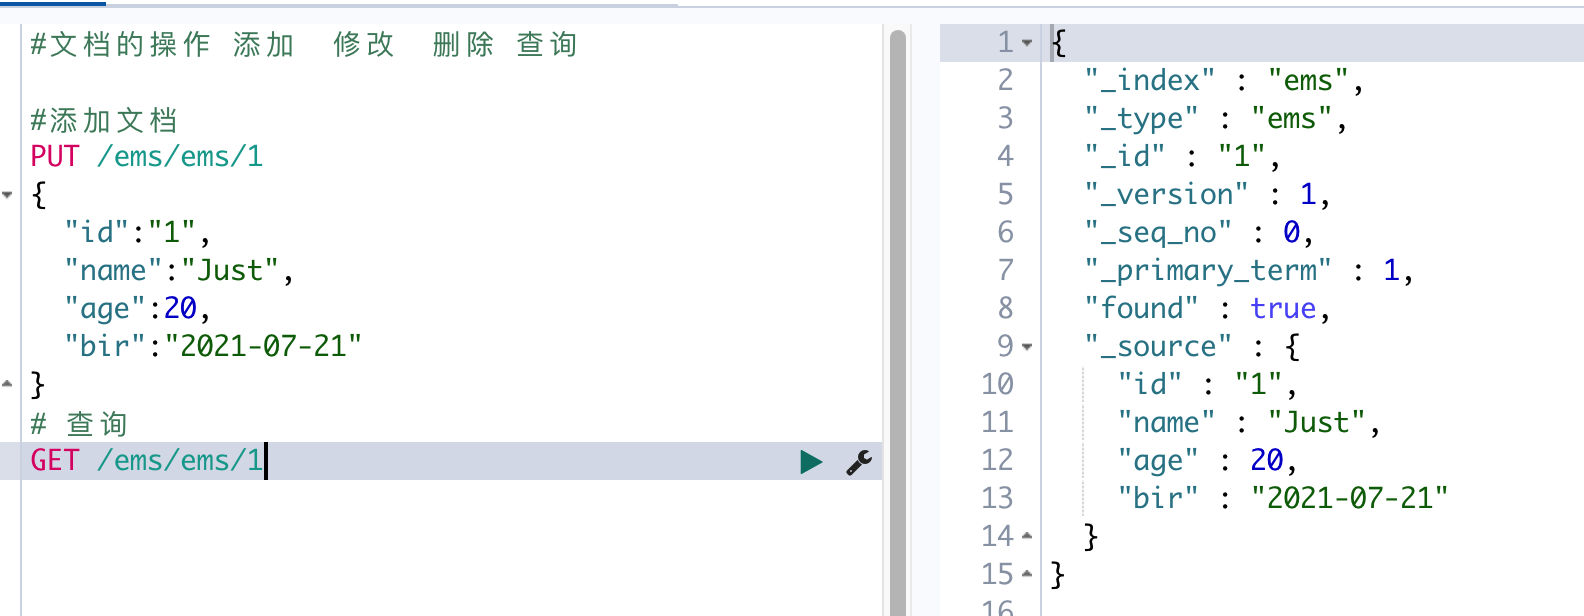 #文档的操作 添加  修改  删除 查询
#添加文档
PUT /ems/ems/1
{
  "id":"1",
  "name":"Just",
  "age":20,
  "bir":"2021-07-21"
}
# 查询
GET /ems/ems/1
1 {
2   "_index" : "ems",
3   "_type" : "ems",
4   "_id" : "1",
5   "_version" : 1,
6   "_seq_no" : 0,
7   "_primary_term" : 1,
8   "found" : true,
9   "_source" : {
10     "id" : "1",
11     "name" : "Just",
12     "age" : 20,
13     "bir" : "2021-07-21"
14   }
15 }
16